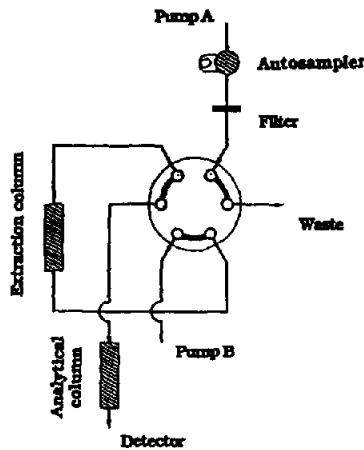 Pump A
Autosampler
Filter
Extraction column
Waste
Pump B
Analytical
column
Detector